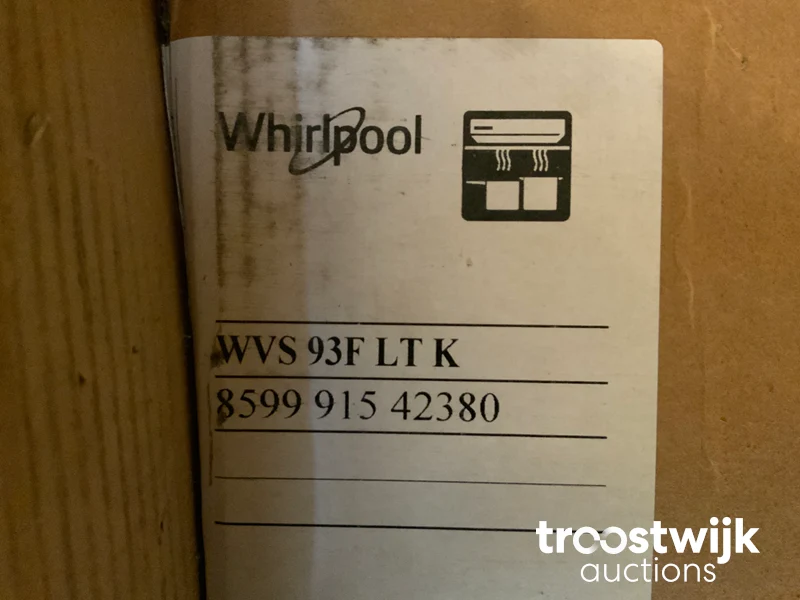 Whirlpool
WVS 93F LT K
8599 915 42380
troostwijk
auctions